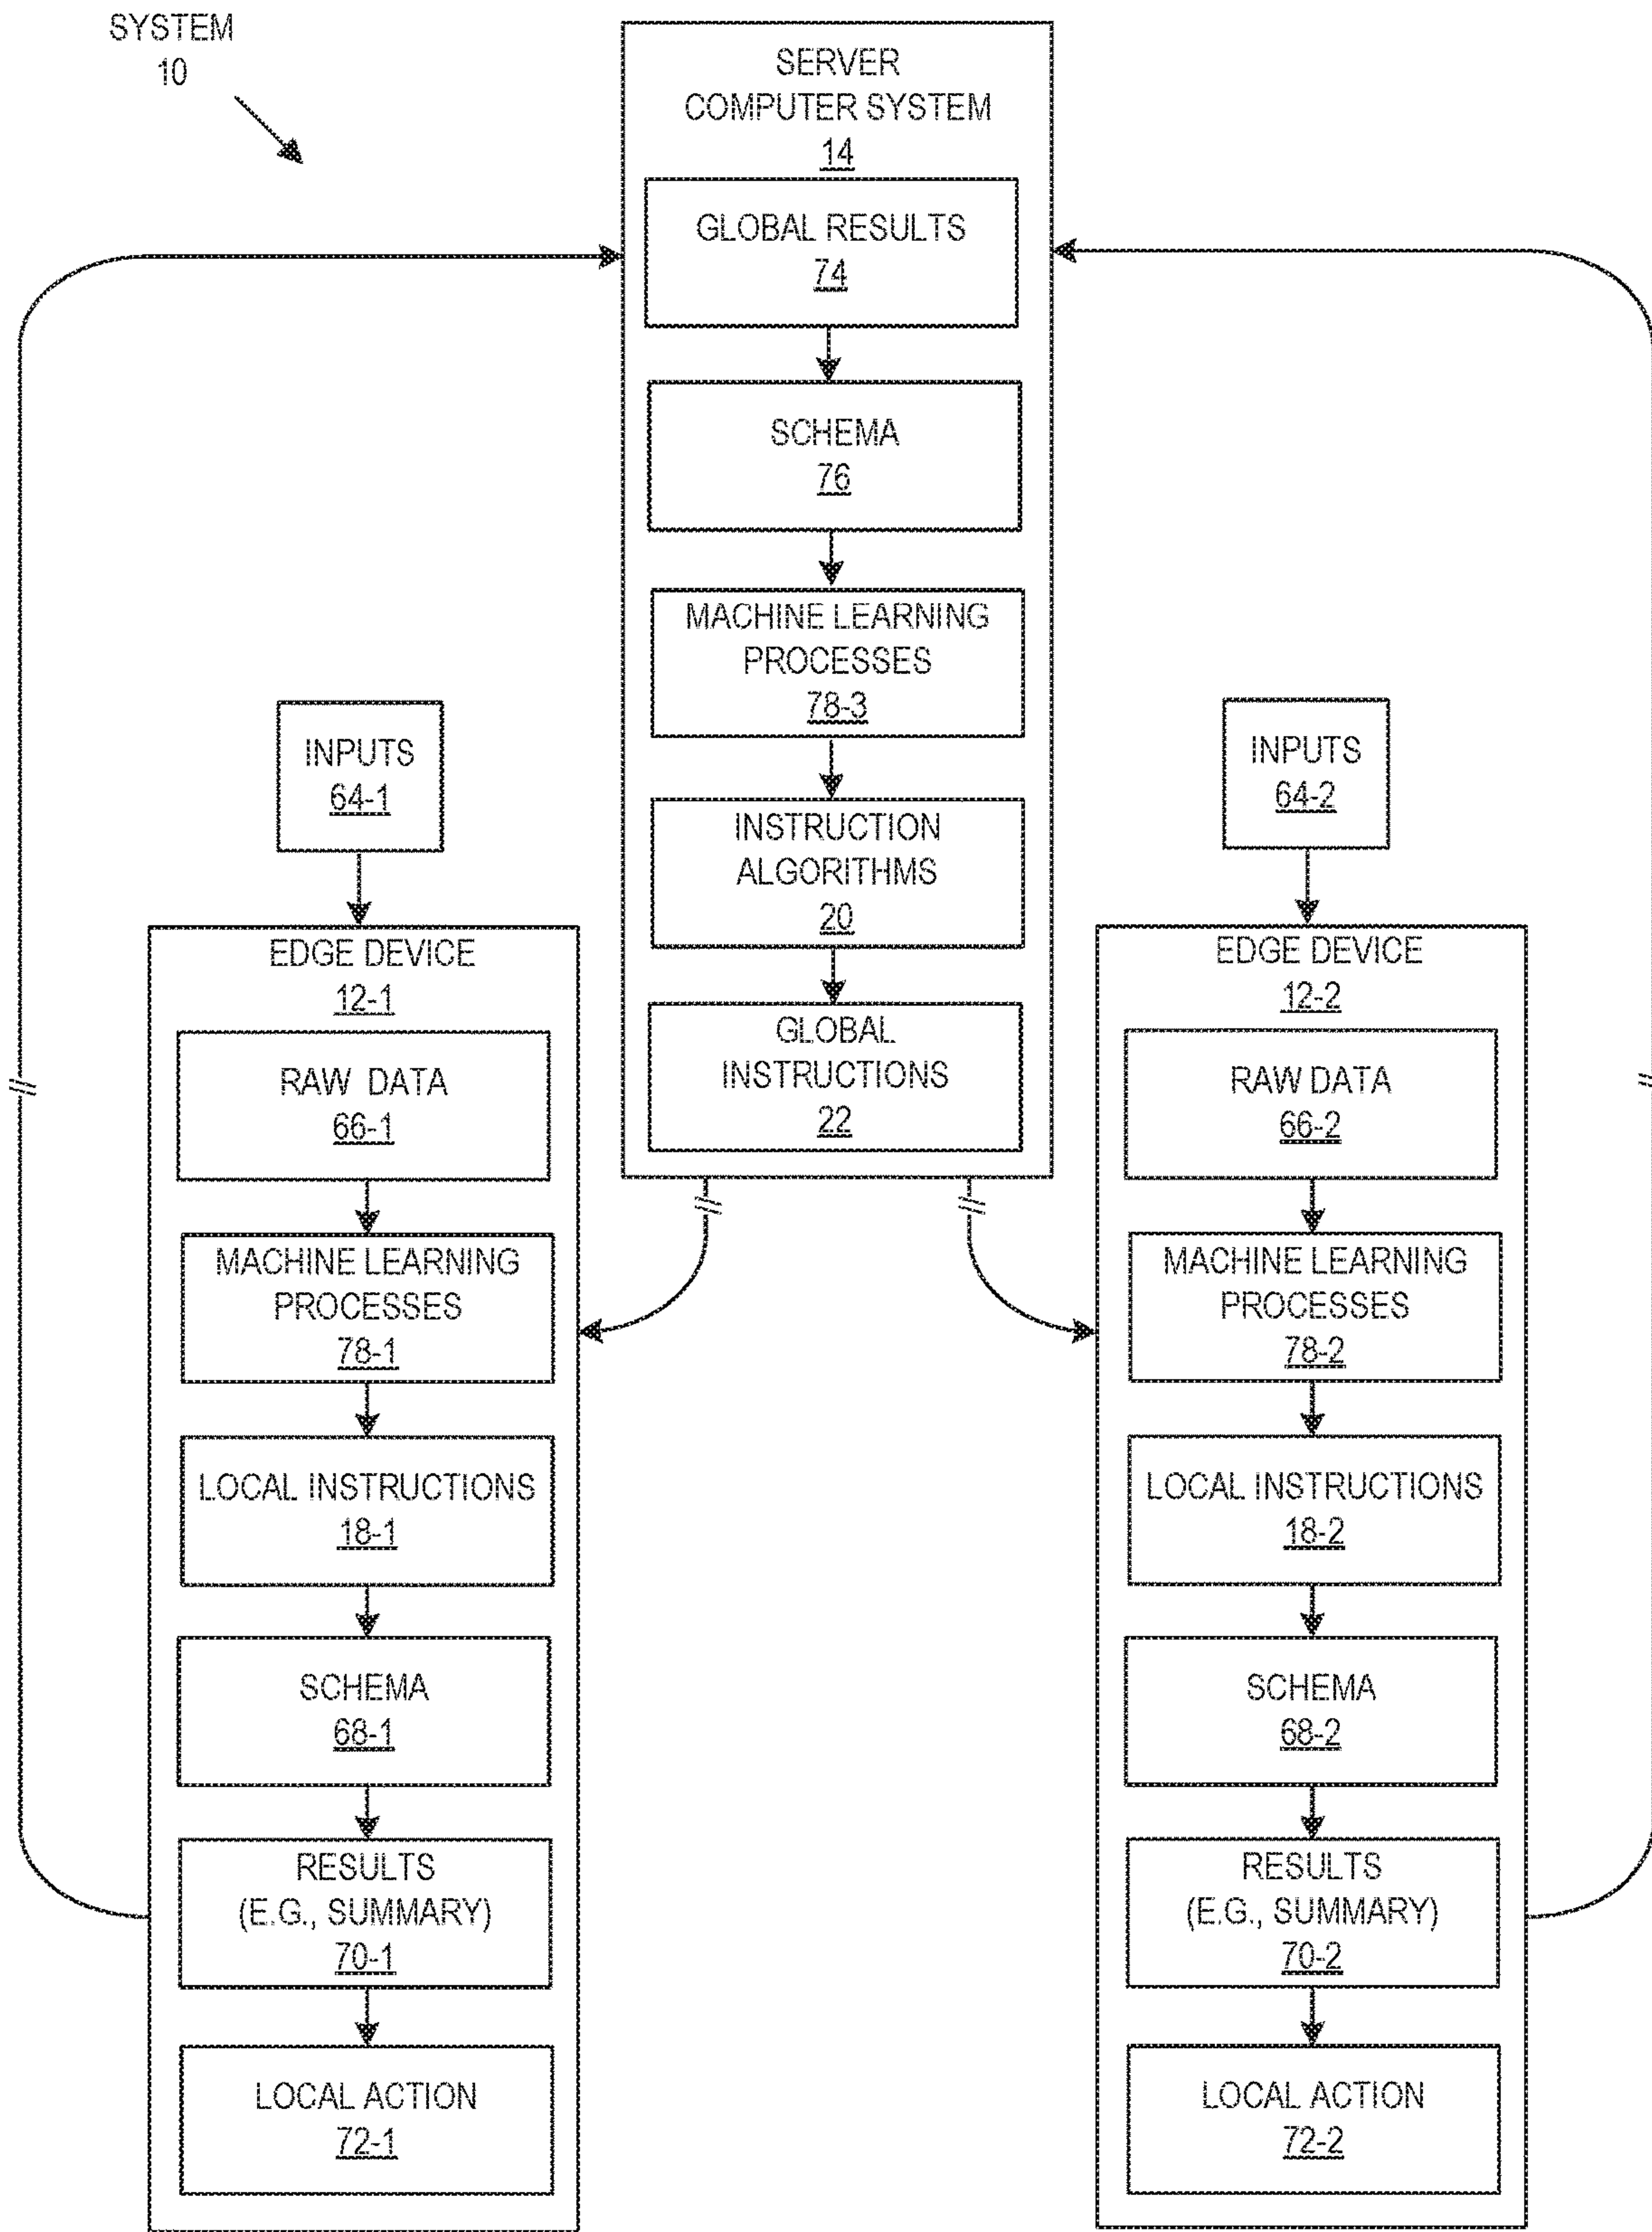 SYSTEM
10
SERVER
COMPUTER SYSTEM
14
GLOBAL RESULTS
74
SCHEMA
76
MACHINE LEARNING
PROCESSES
78-3
INSTRUCTION
ALGORITHMS
20
GLOBAL
INSTRUCTIONS
22
INPUTS
64-1
EDGE DEVICE
12-1
RAW DATA
66-1
MACHINE LEARNING
PROCESSES
78-1
LOCAL INSTRUCTIONS
18-1
SCHEMA
68-1
RESULTS
(E.G., SUMMARY)
70-1
LOCAL ACTION
72-1
INPUTS
64-2
EDGE DEVICE
12-2
RAW DATA
66-2
MACHINE LEARNING
PROCESSES
78-2
LOCAL INSTRUCTIONS
18-2
SCHEMA
68-2
RESULTS
(E.G., SUMMARY)
70-2
LOCAL ACTION
72-2